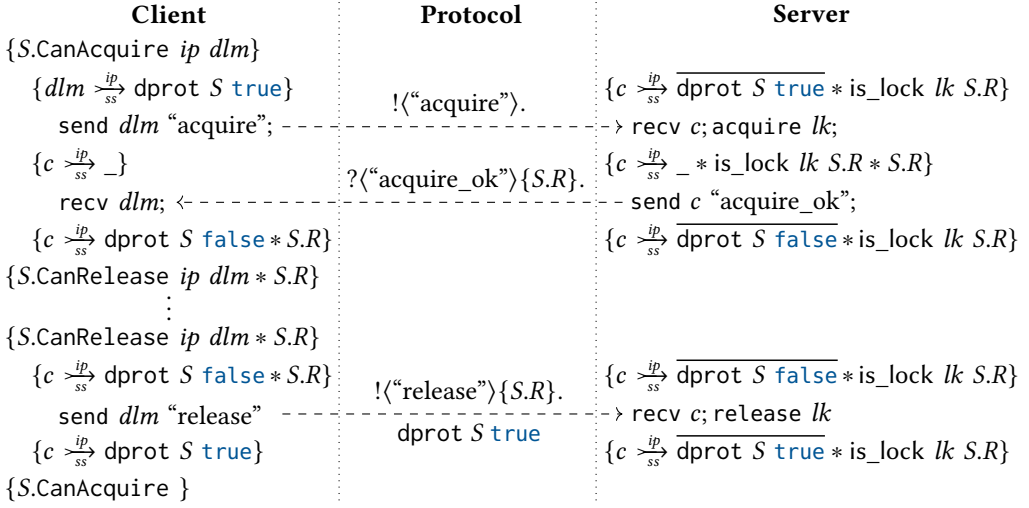 Client Protocol Server
{S.CanAcquire ip dlm}
{dlm ↣ip ss dprot S true} !⟨“acquire”⟩. {c ↣ip ss \overline{dprot S true} * is_lock lk S.R}
send dlm “acquire”; recv c; acquire lk;
{c ↣ip ss _} ?⟨“acquire_ok”⟩{S.R}. {c ↣ip ss _ * is_lock lk S.R * S.R}
recv dlm; send c “acquire_ok”;
{c ↣ip ss dprot S false * S.R} {c ↣ip ss \overline{dprot S false} * is_lock lk S.R}
{S.CanRelease ip dlm * S.R}
⋮
{S.CanRelease ip dlm * S.R}
{c ↣ip ss dprot S false * S.R} !⟨“release”⟩{S.R}. {c ↣ip ss \overline{dprot S false} * is_lock lk S.R}
send dlm “release” recv c; release lk
{c ↣ip ss dprot S true} dprot S true {c ↣ip ss \overline{dprot S true} * is_lock lk S.R}
{S.CanAcquire }